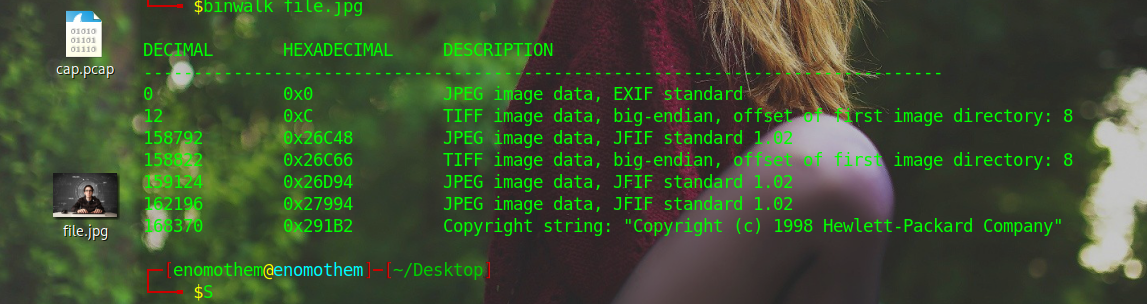 $binwalk file.jpg
cap.pcap
DECIMAL HEXADECIMAL DESCRIPTION
--------------------------------------------------------------------------------
0 0x0 JPEG image data, EXIF standard
12 0xC TIFF image data, big-endian, offset of first image directory: 8
158792 0x26C48 JPEG image data, JFIF standard 1.02
158822 0x26C66 TIFF image data, big-endian, offset of first image directory: 8
159124 0x26D94 JPEG image data, JFIF standard 1.02
162196 0x27994 JPEG image data, JFIF standard 1.02
168370 0x291B2 Copyright string: "Copyright (c) 1998 Hewlett-Packard Company"
file.jpg
[enomothem@enomothem]─[~/Desktop]
$S